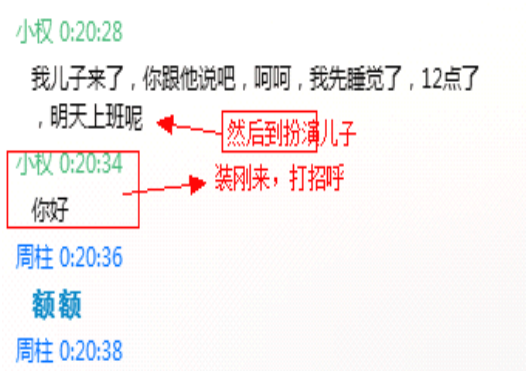 小权 0:20:28
我儿子来了，你跟他说吧，呵呵，我先睡觉了，12点了
，明天上班呢
然后到扮演儿子
小权 0:20:34
装刚来，打招呼
你好
周柱 0:20:36
额额
周柱 0:20:38